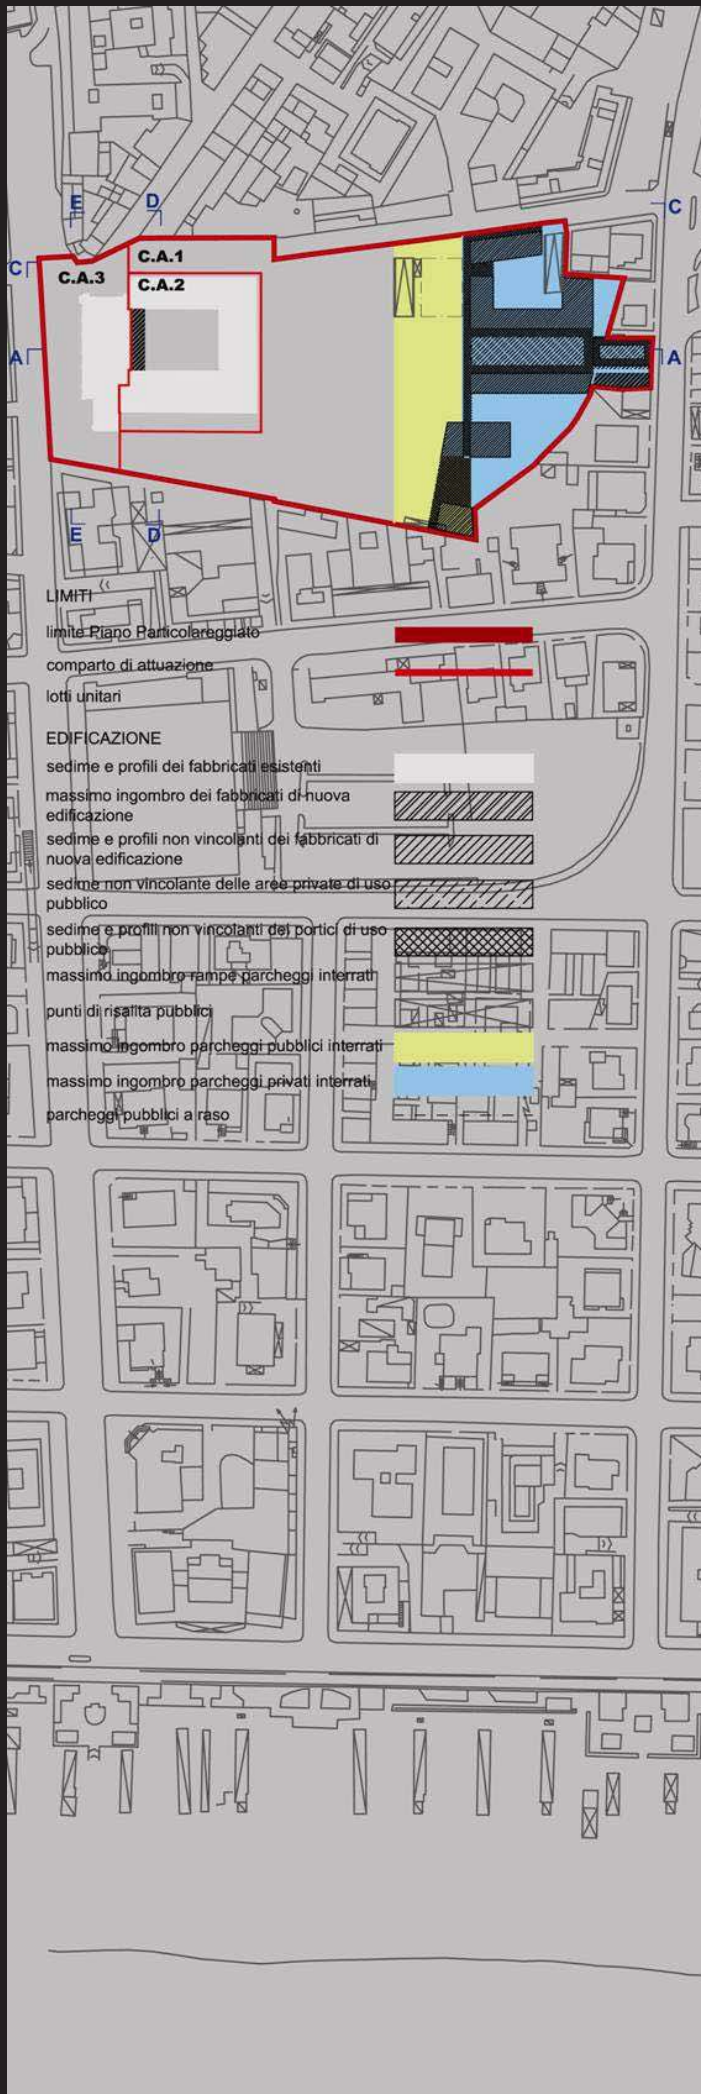 E
D
C
C
C.A.1
C.A.3
C.A.2
A
A
E
D
LIMITI
limite Piano Particolareggiato
comparto di attuazione
lotti unitari
EDIFICAZIONE
sedime e profili dei fabbricati esistenti
massimo ingombro dei fabbricati di nuova
edificazione
sedime e profili non vincolanti dei fabbricati di
nuova edificazione
sedime non vincolante delle aree private di uso
pubblico
sedime e profili non vincolanti dei portici di uso
pubblico
massimo ingombro rampe parcheggi interrati
punti di risalita pubblici
massimo ingombro parcheggi pubblici interrati
massimo ingombro parcheggi privati interrati
parcheggi pubblici a raso